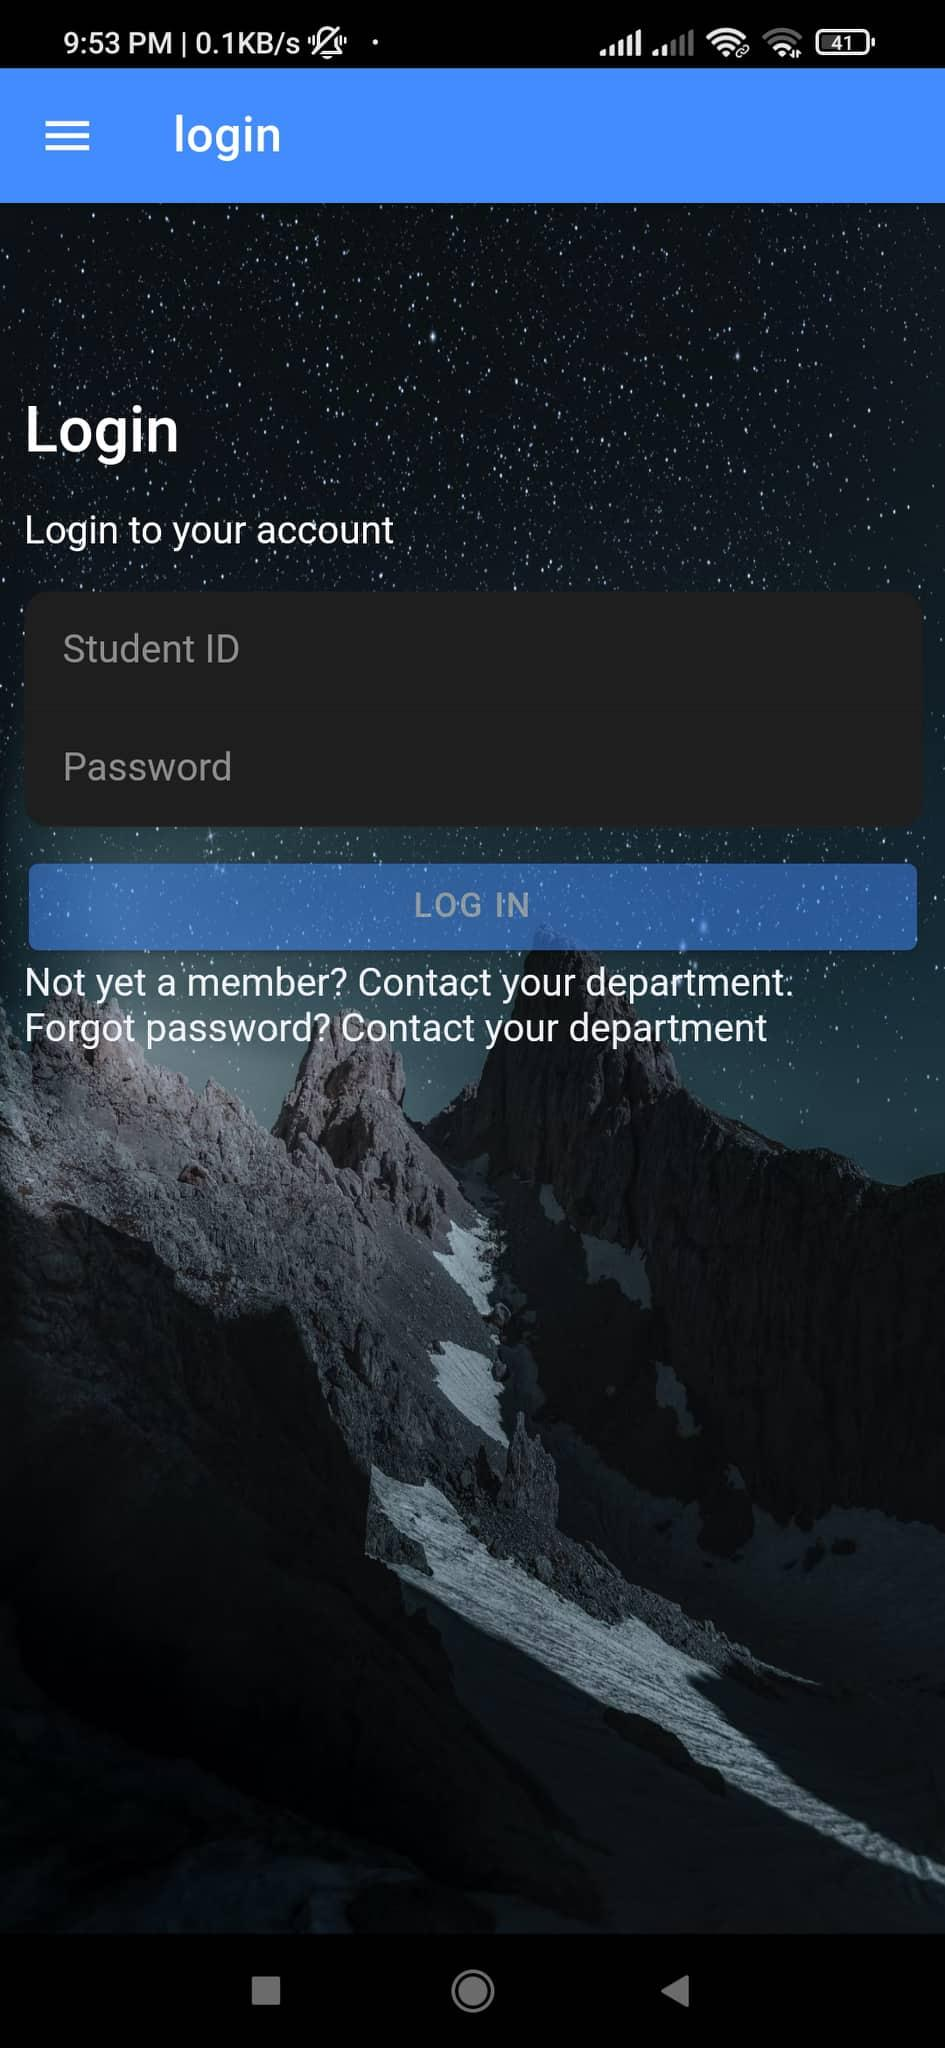 9:53 PM | 0.1KB/s
41
login
Login
Login to your account
Student ID
Password
LOG IN
Not yet a member? Contact your department.
Forgot password? Contact your department